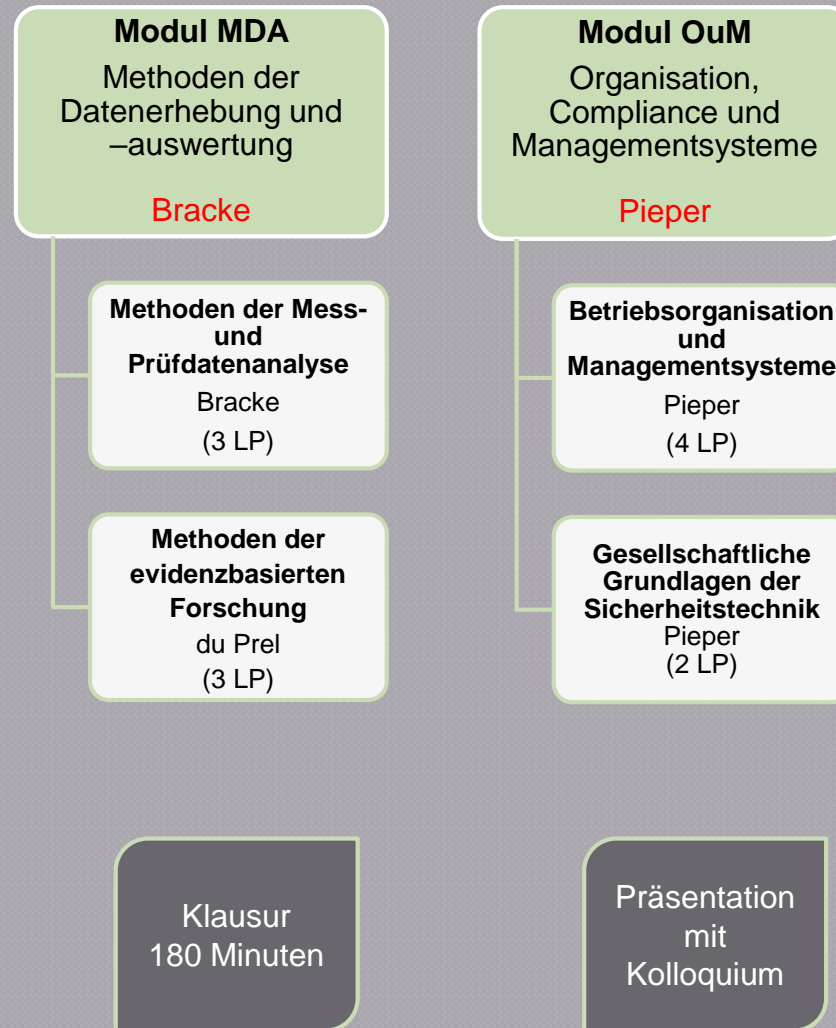 Modul MDA
Methoden der
Datenerhebung und
–auswertung
Bracke
Methoden der Mess-
und
Prüfdatenanalyse
Bracke
(3 LP)
Methoden der
evidenzbasierten
Forschung
du Prel
(3 LP)
Klausur
180 Minuten
Modul OuM
Organisation,
Compliance und
Managementsysteme
Pieper
Betriebsorganisation
und
Managementsysteme
Pieper
(4 LP)
Gesellschaftliche
Grundlagen der
Sicherheitstechnik
Pieper
(2 LP)
Präsentation
mit
Kolloquium